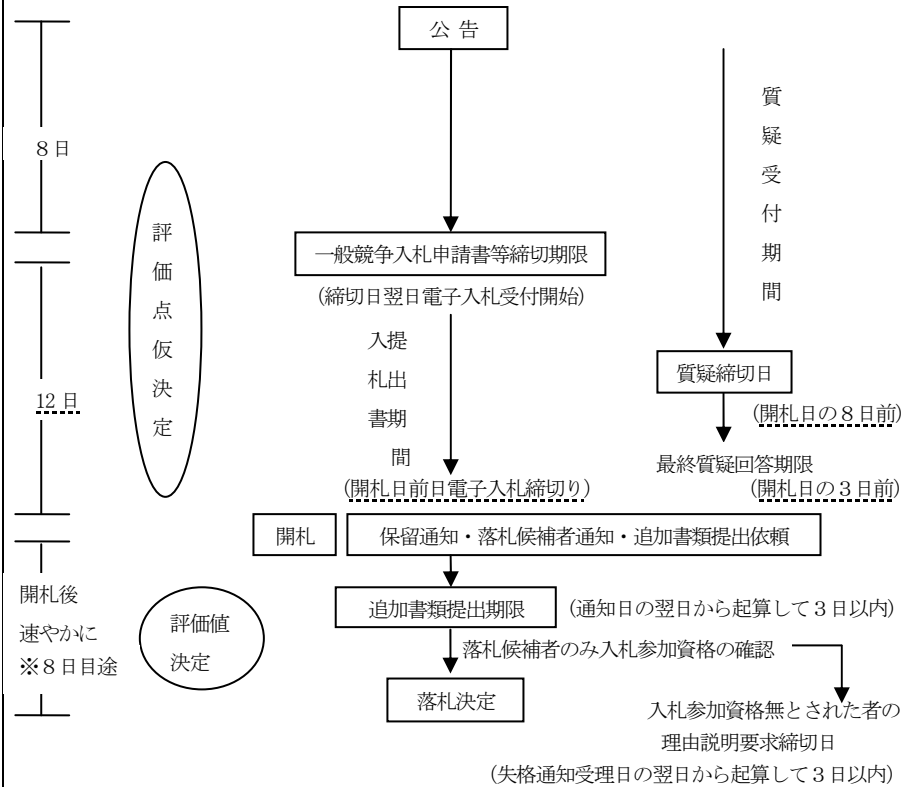 公 告
質疑受付期間
8日
評価点仮決定
一般競争入札申請書等締切期限
(締切日翌日電子入札受付開始)
入札書
提出期間
質疑締切日
12日
(開札日の8日前)
最終質疑回答期限
(開札日の3日前)
(開札日前日電子入札締切り)
開札
保留通知・落札候補者通知・追加書類提出依頼
開札後
速やかに
※8日目途
評価値
決定
追加書類提出期限
(通知日の翌日から起算して3日以内)
落札候補者のみ入札参加資格の確認
落札決定
入札参加資格無とされた者の
理由説明要求締切日
(失格通知受理日の翌日から起算して3日以内)